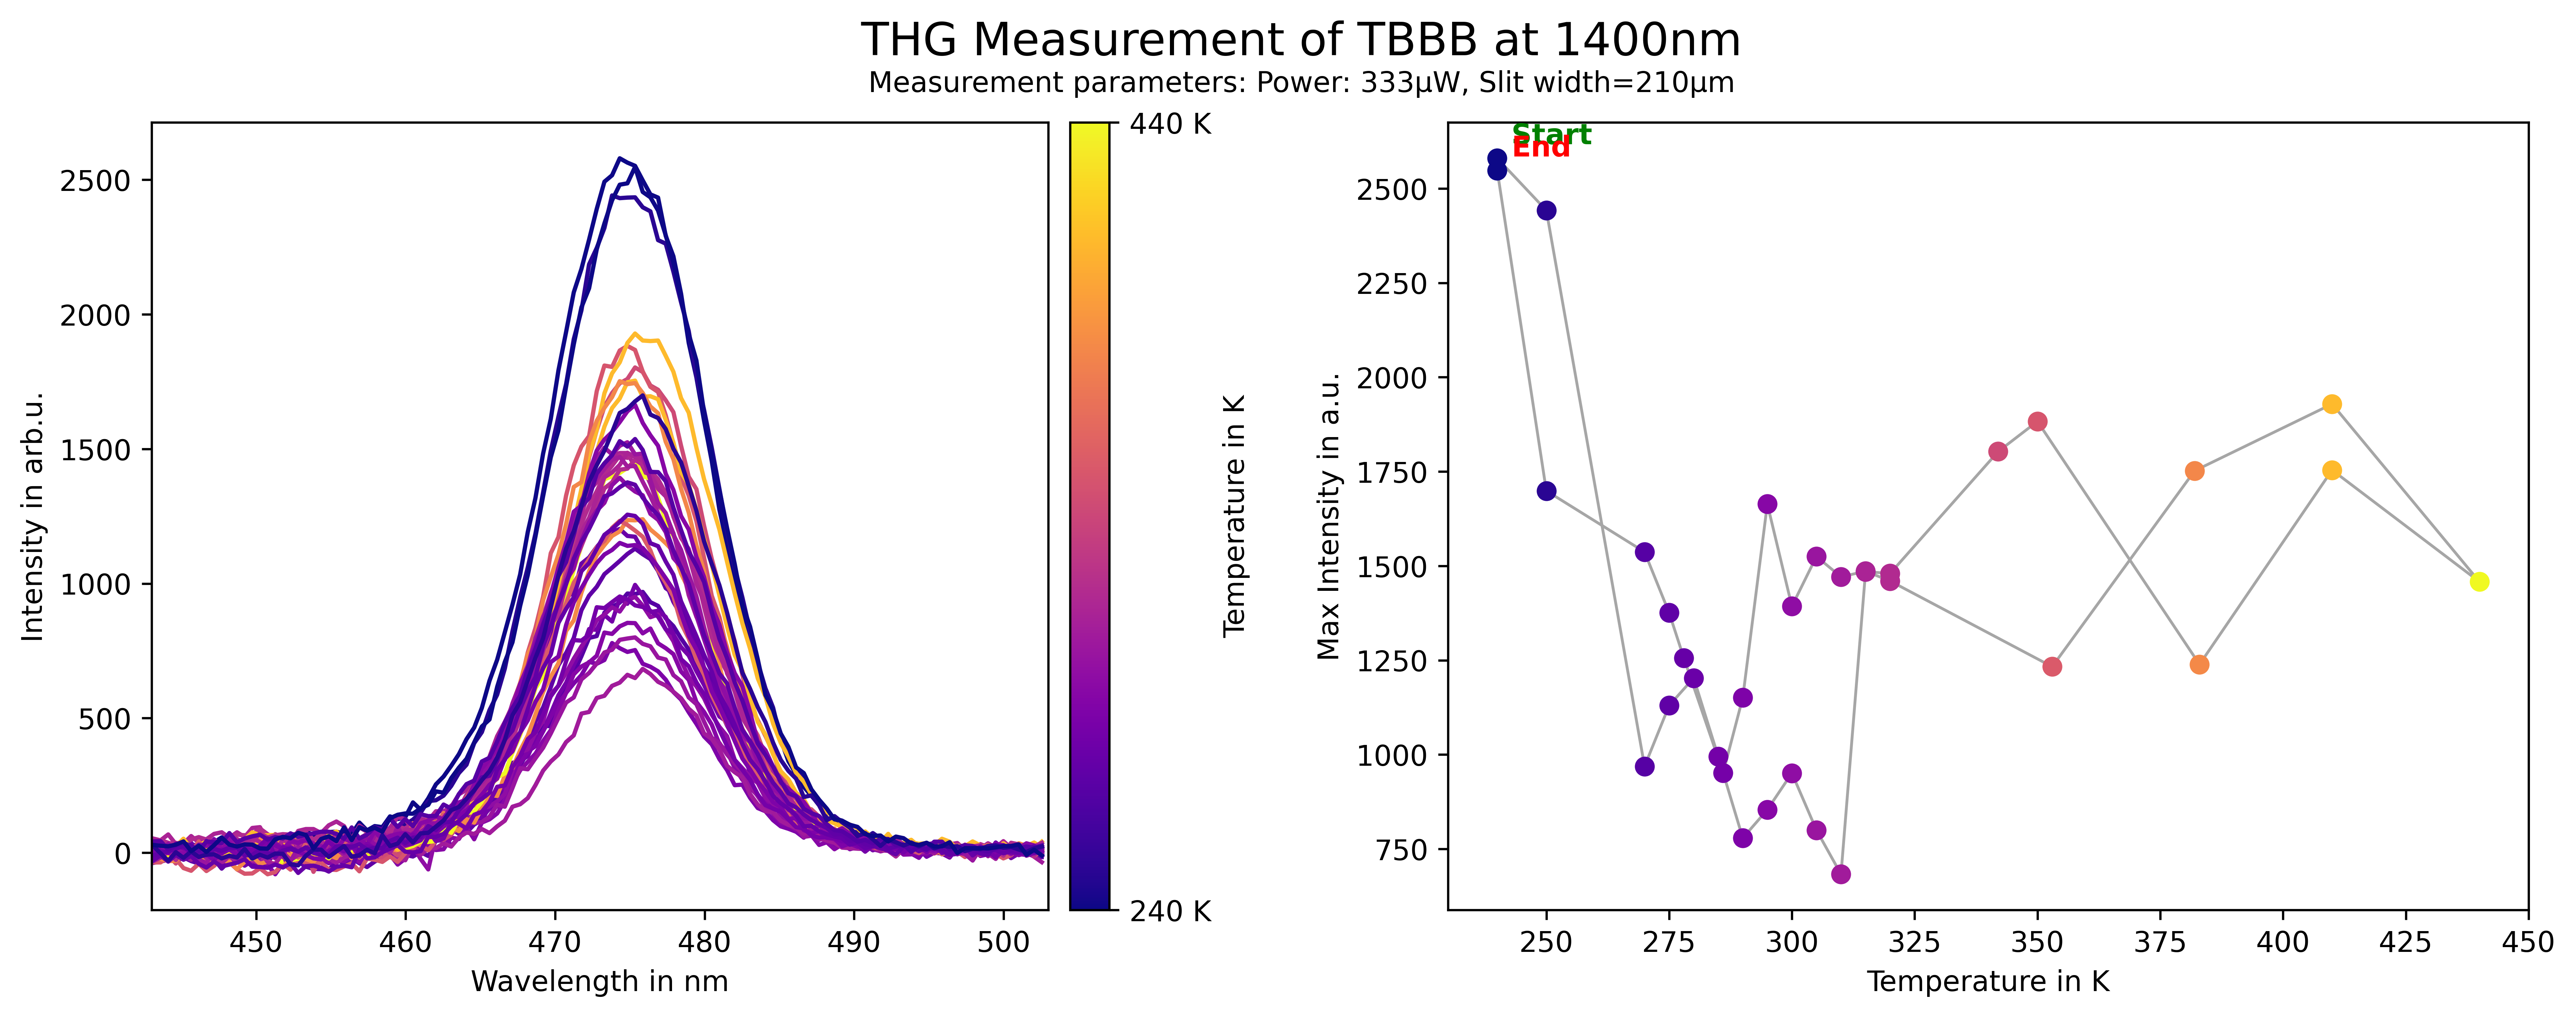 THG Measurement of TBBB at 1400nm
Measurement parameters: Power: 333μW, Slit width=210μm
Intensity in arb.u.
2500
2000
1500
1000
500
0
450 460 470 480 490 500
Wavelength in nm
440 K
240 K
Temperature in K
Max Intensity in a.u.
2500
2250
2000
1750
1500
1250
1000
750
Start
End
250 275 300 325 350 375 400 425 450
Temperature in K